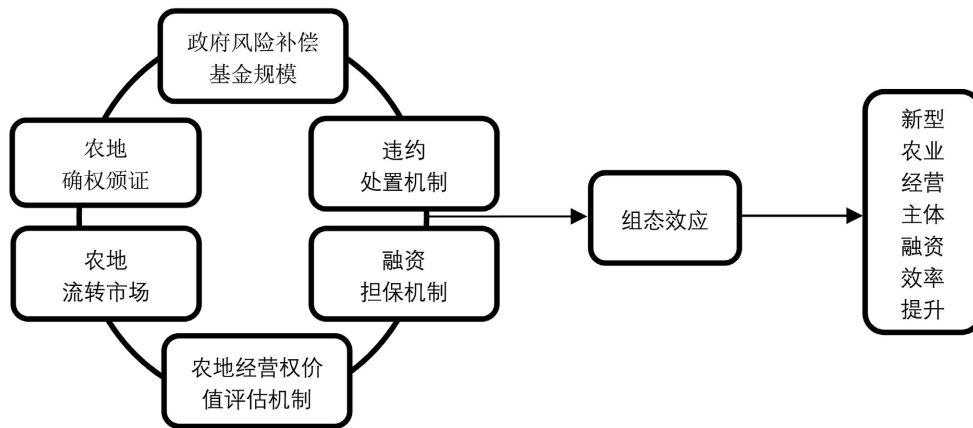 政府风险补偿
基金规模
农地
确权颁证
违约
处置机制
农地
流转市场
融资
担保机制
农地经营权价
值评估机制
组态效应
新型
农业
经营
主体
融资
效率
提升